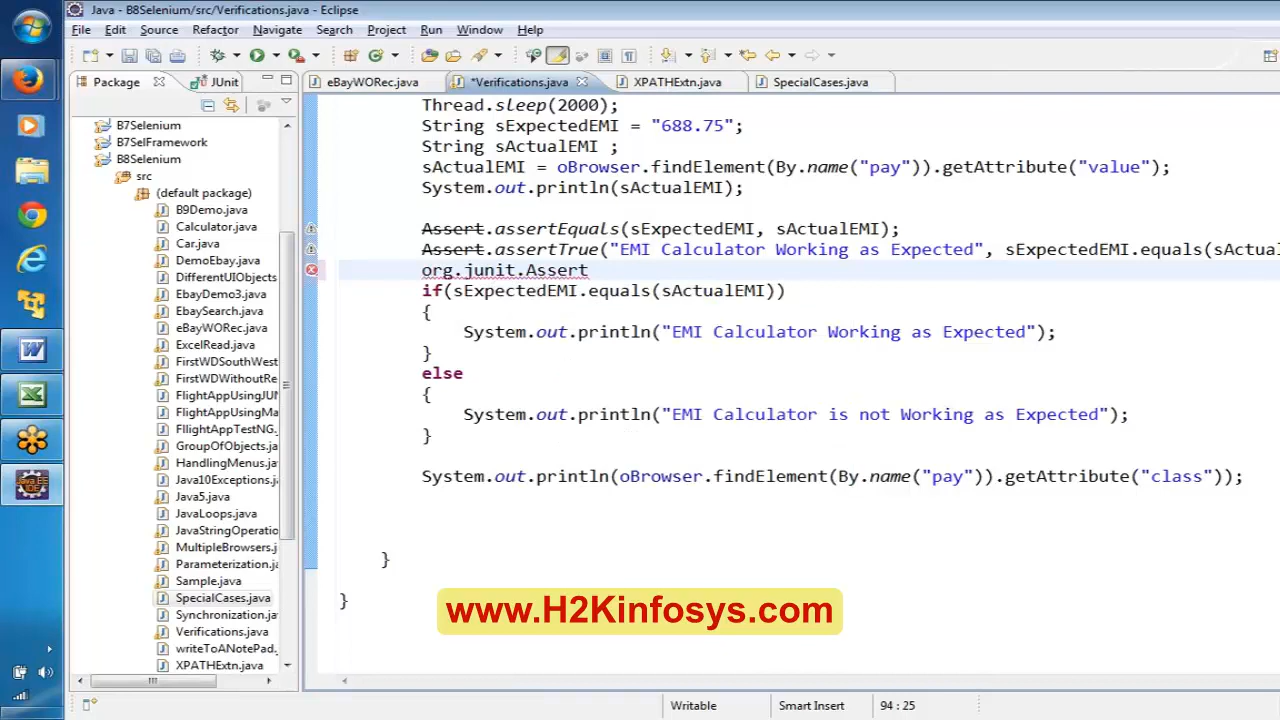 Java - B8Selenium/src/Verifications.java - Eclipse
File Edit Source Refactor Navigate Search Project Run Window Help
Package JUnit eBayWORec.java *Verifications.java XPATHExtn.java SpecialCases.java
B7Selenium
B7SelFramework
B8Selenium
src
(default package)
B9Demo.java
Calculator.java
Car.java
DemoEbay.java
DifferentUIObjects
EbayDemo3.java
EbaySearch.java
eBayWORec.java
ExcelRead.java
FirstWDSouthWest
FirstWDWithoutRe
FlightAppUsingJUN
FlightAppUsingMa
FllightAppTestNG.
GroupOfObjects.ja
HandlingMenus.jav
Java10Exceptions.j
Java5.java
JavaLoops.java
JavaStringOperatio
MultipleBrowsers.j
Parameterization.ja
Sample.java
SpecialCases.java
Synchronization.ja
Verifications.java
writeToANotePad.
XPATHExtn.java
Thread.sleep(2000);
String sExpectedEMI = "688.75";
String sActualEMI ;
sActualEMI = oBrowser.findElement(By.name("pay")).getAttribute("value");
System.out.println(sActualEMI);
Assert.assertEquals(sExpectedEMI, sActualEMI);
Assert.assertTrue("EMI Calculator Working as Expected", sExpectedEMI.equals(sActual
org.junit.Assert
if(sExpectedEMI.equals(sActualEMI))
{
System.out.println("EMI Calculator Working as Expected");
}
else
{
System.out.println("EMI Calculator is not Working as Expected");
}
System.out.println(oBrowser.findElement(By.name("pay")).getAttribute("class"));
}
}
www.H2Kinfosys.com
Writable Smart Insert 94 : 25